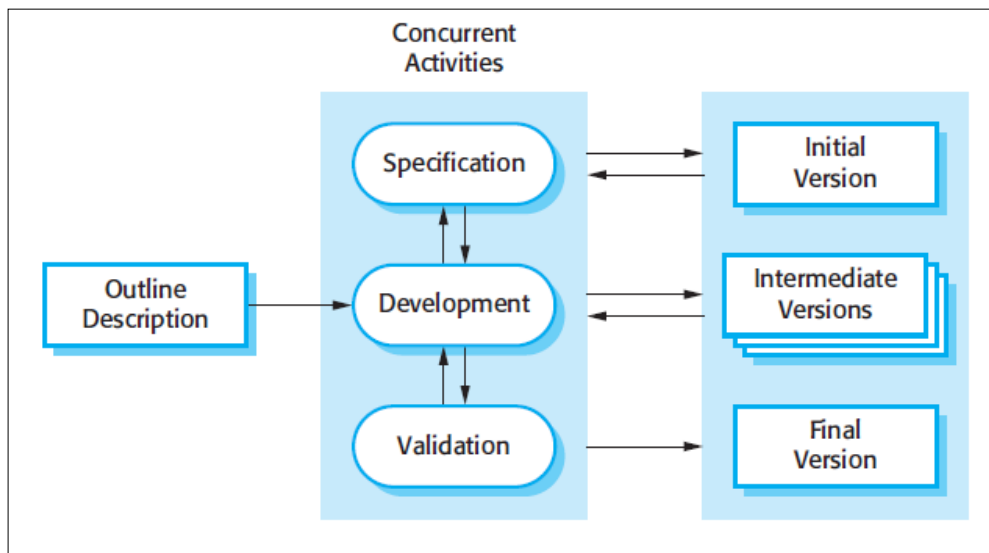 Concurrent
Activities
Specification
Initial
Version
Outline
Description
Development
Intermediate
Versions
Validation
Final
Version